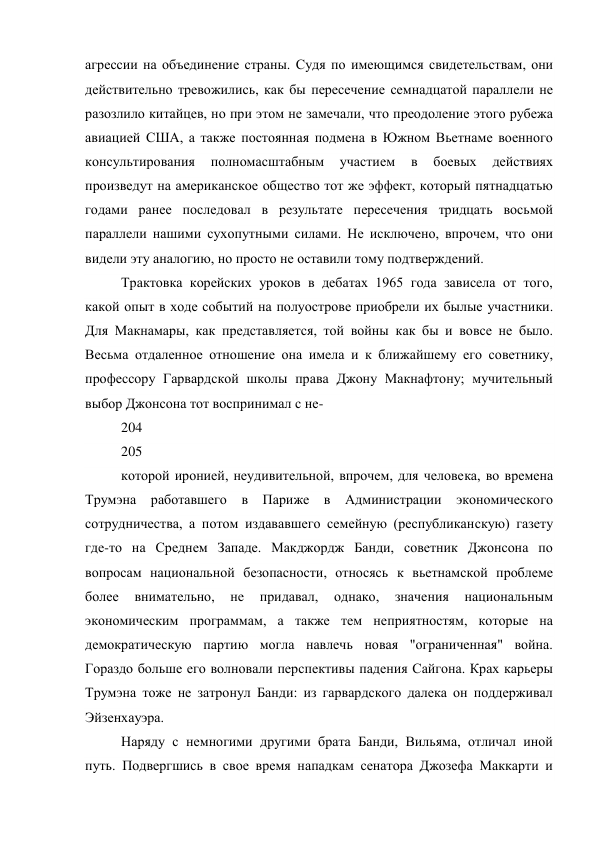 агрессии на объединение страны. Судя по имеющимся свидетельствам, они
действительно тревожились, как бы пересечение семнадцатой параллели не
разозлило китайцев, но при этом не замечали, что преодоление этого рубежа
авиацией США, а также постоянная подмена в Южном Вьетнаме военного
консультирования полномасштабным участием в боевых действиях
произведут на американское общество тот же эффект, который пятнадцатью
годами ранее последовал в результате пересечения тридцать восьмой
параллели нашими сухопутными силами. Не исключено, впрочем, что они
видели эту аналогию, но просто не оставили тому подтверждений.
Трактовка корейских уроков в дебатах 1965 года зависела от того,
какой опыт в ходе событий на полуострове приобрели их былые участники.
Для Макнамары, как представляется, той войны как бы и вовсе не было.
Весьма отдаленное отношение она имела и к ближайшему его советнику,
профессору Гарвардской школы права Джону Макнафтону; мучительный
выбор Джонсона тот воспринимал с не-
204
205
которой иронией, неудивительной, впрочем, для человека, во времена
Трумэна работавшего в Париже в Администрации экономического
сотрудничества, а потом издававшего семейную (республиканскую) газету
где-то на Среднем Западе. Макджордж Банди, советник Джонсона по
вопросам национальной безопасности, относясь к вьетнамской проблеме
более внимательно, не придавал, однако, значения национальным
экономическим программам, а также тем неприятностям, которые на
демократическую партию могла навлечь новая "ограниченная" война.
Гораздо больше его волновали перспективы падения Сайгона. Крах карьеры
Трумэна тоже не затронул Банди: из гарвардского далека он поддерживал
Эйзенхауэра.
Наряду с немногими другими брата Банди, Вильяма, отличал иной
путь. Подвергшись в свое время нападкам сенатора Джозефа Маккарти и